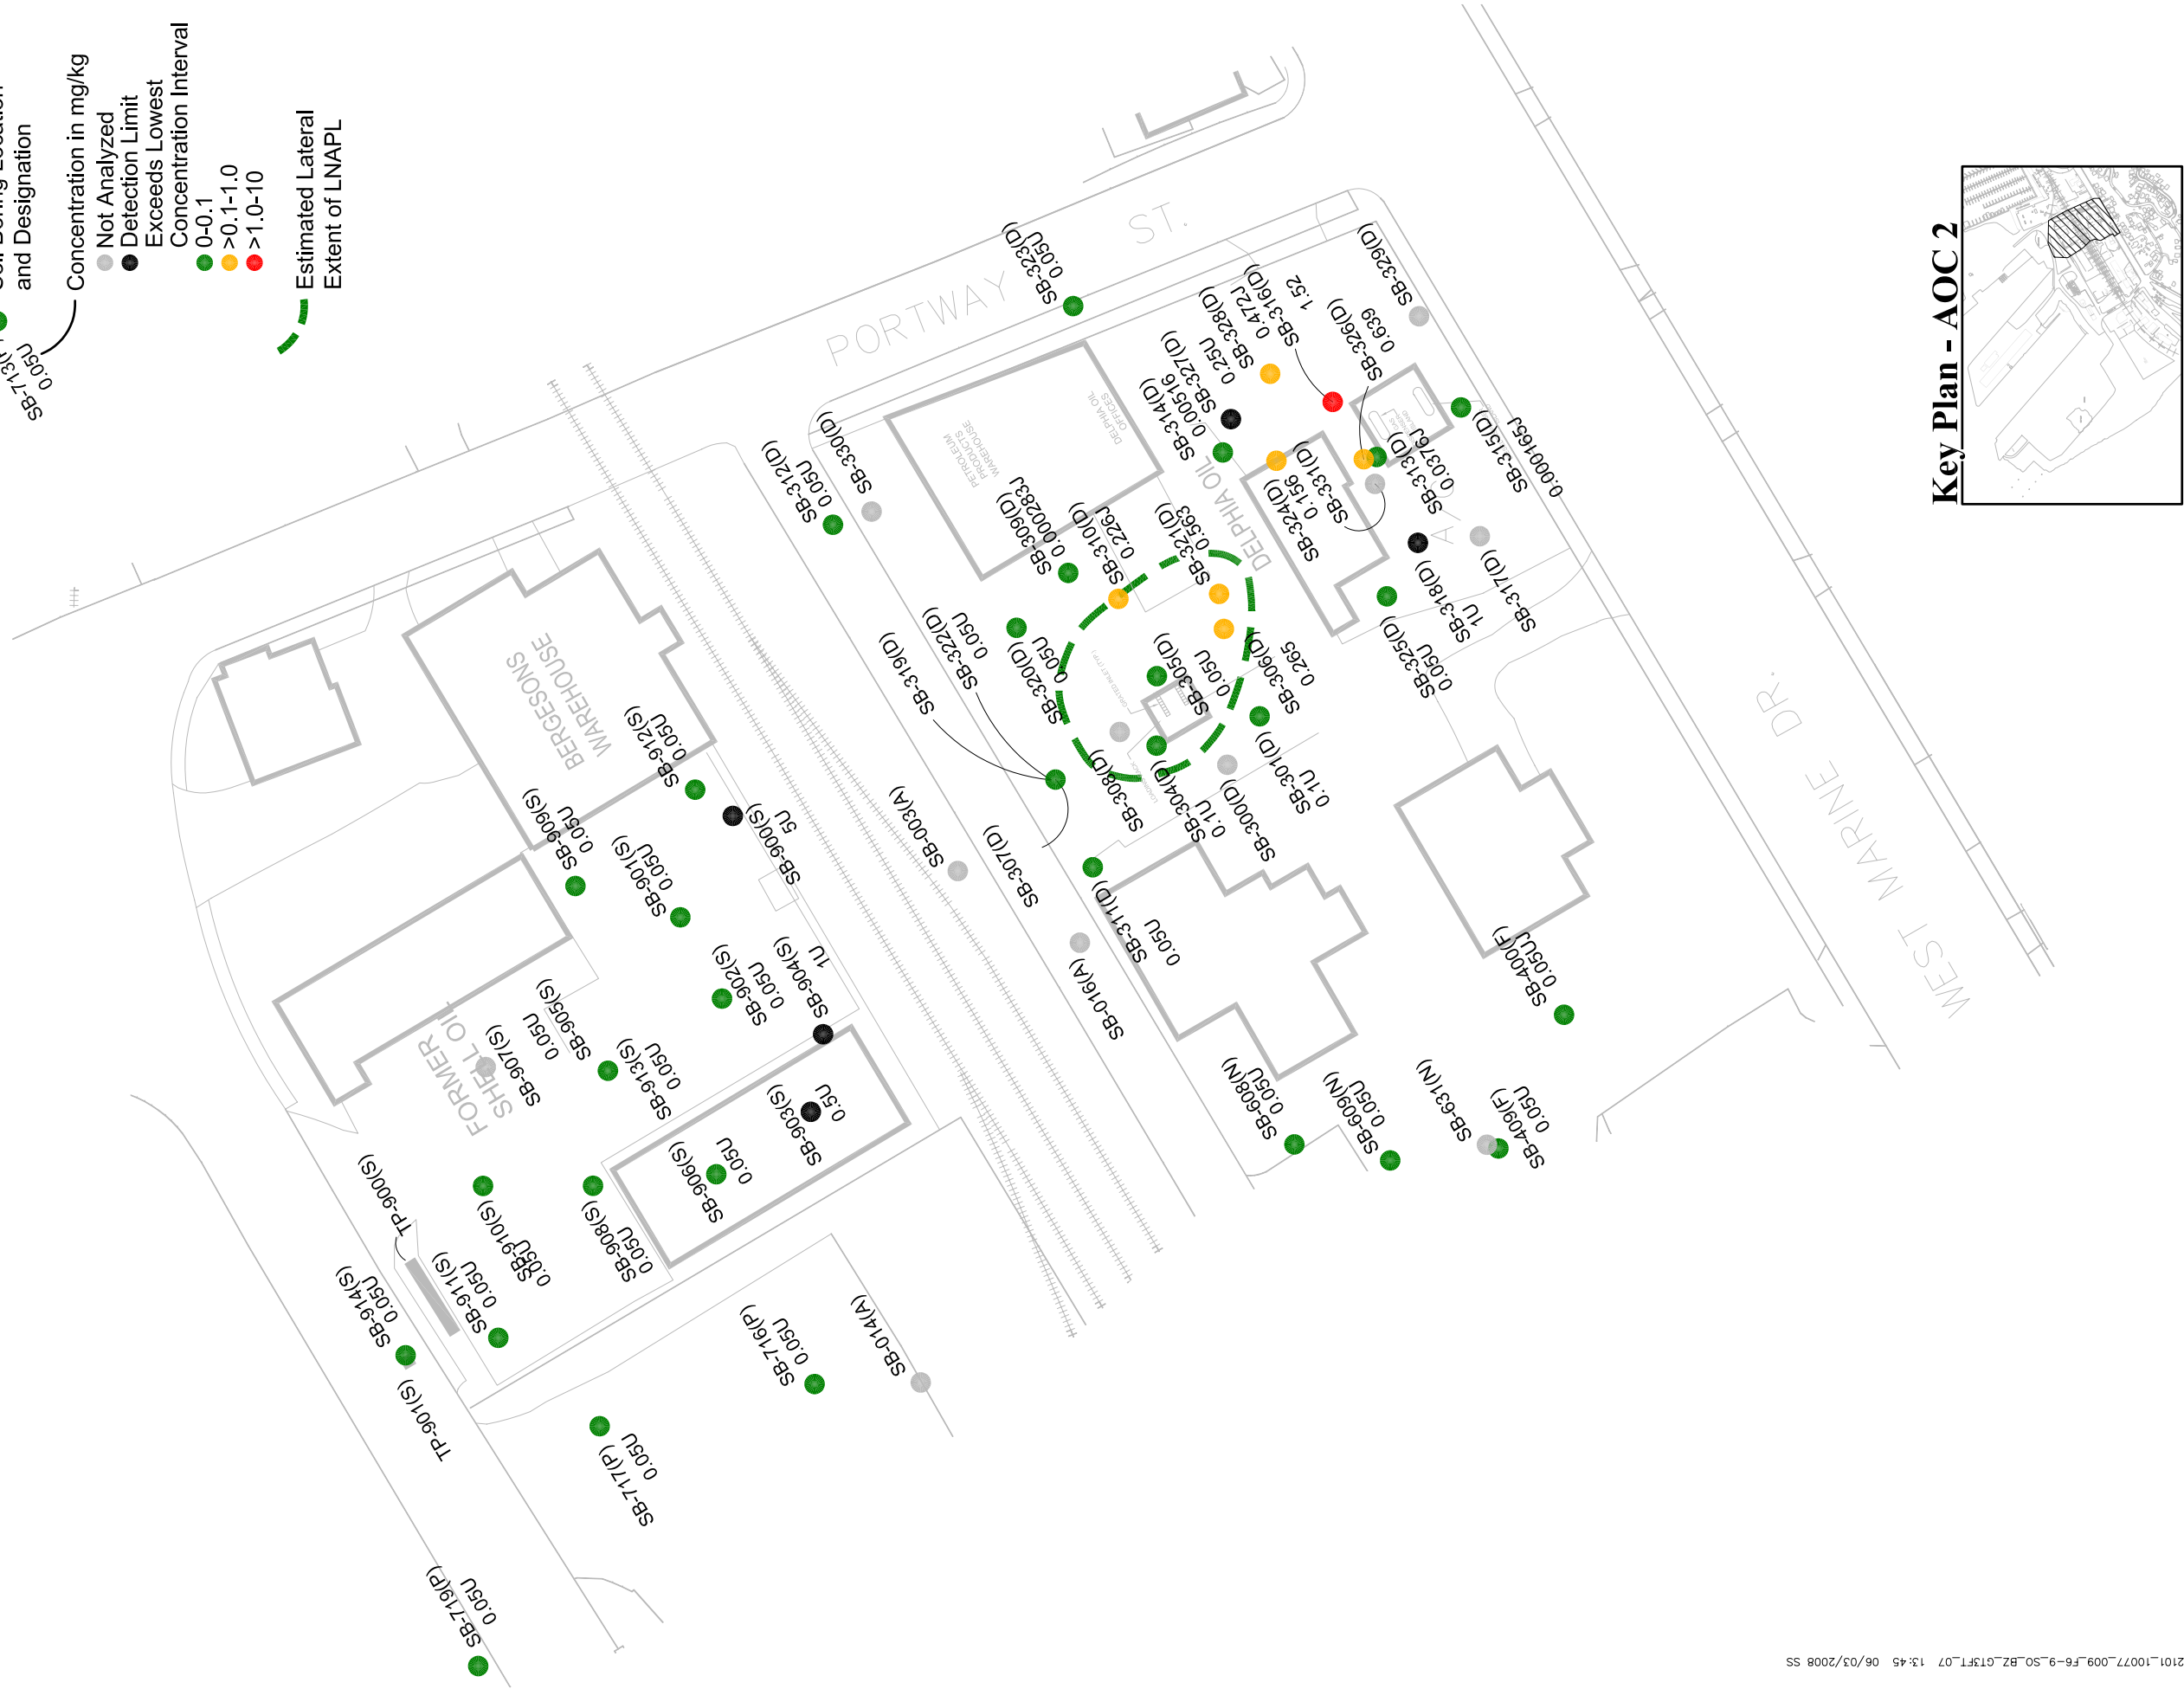 and Designation
SB-713(P)
0.05U
Concentration in mg/kg
Not Analyzed
Detection Limit
Exceeds Lowest
Concentration Interval
0-0.1
>0.1-1.0
>1.0-10
Estimated Lateral
Extent of LNAPL
PORTWAY ST.
WEST MARINE DR.
BERGESONS
WAREHOUSE
FORMER
SHELL OIL
PETROLEUM
PRODUCTS
WAREHOUSE
DELPHIA OIL
OFFICES
DELPHIA OIL
SB-323(D)
0.05U
SB-329(D)
SB-316(D)
1.52
SB-328(D)
0.472J
SB-326(D)
0.639
SB-327(D)
0.25U
SB-314(D)
0.00516
SB-330(D)
SB-312(D)
0.05U
SB-309(D)
0.000283J
SB-310(D)
0.226J
SB-321(D)
0.563
SB-324(D)
0.156
SB-331(D)
SB-313(D)
0.0376J
SB-315(D)
0.000165J
SB-317(D)
SB-318(D)
1U
SB-325(D)
0.05U
SB-306(D)
0.265
SB-305(D)
0.05U
SB-320(D)
0.05U
SB-322(D)
0.05U
SB-319(D)
SB-307(D)
SB-308(D)
SB-304(D)
0.1U
SB-301(D)
0.1U
SB-300(D)
SB-003(A)
SB-311(D)
0.05U
SB-016(A)
SB-912(S)
0.05U
SB-900(S)
5U
SB-909(S)
0.05U
SB-901(S)
0.05U
SB-902(S)
0.05U
SB-904(S)
1U
SB-905(S)
0.05U
SB-907(S)
SB-913(S)
0.05U
SB-903(S)
0.5U
SB-906(S)
0.05U
SB-908(S)
0.05U
SB-910(S)
0.05U
TP-900(S)
SB-911(S)
0.05U
SB-914(S)
0.05U
TP-901(S)
SB-716(P)
0.05U
SB-014(A)
SB-717(P)
0.05U
SB-719(P)
0.05U
SB-608(N)
0.05U
SB-609(N)
0.05U
SB-631(N)
SB-409(F)
0.05U
SB-400(F)
0.05UJ
Key Plan - AOC 2
2101_10077_009_F6-9_SO_BZ_GT3FT_07 13:45 06/03/2008 SS